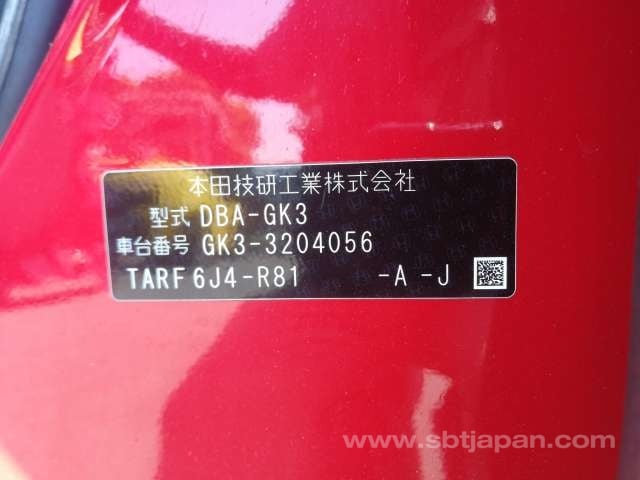 本田技研工業株式会社
型式 DBA-GK3
車台番号 GK3-3204056
TARF 6J4-R81 -A -J
www.sbtjapan.com